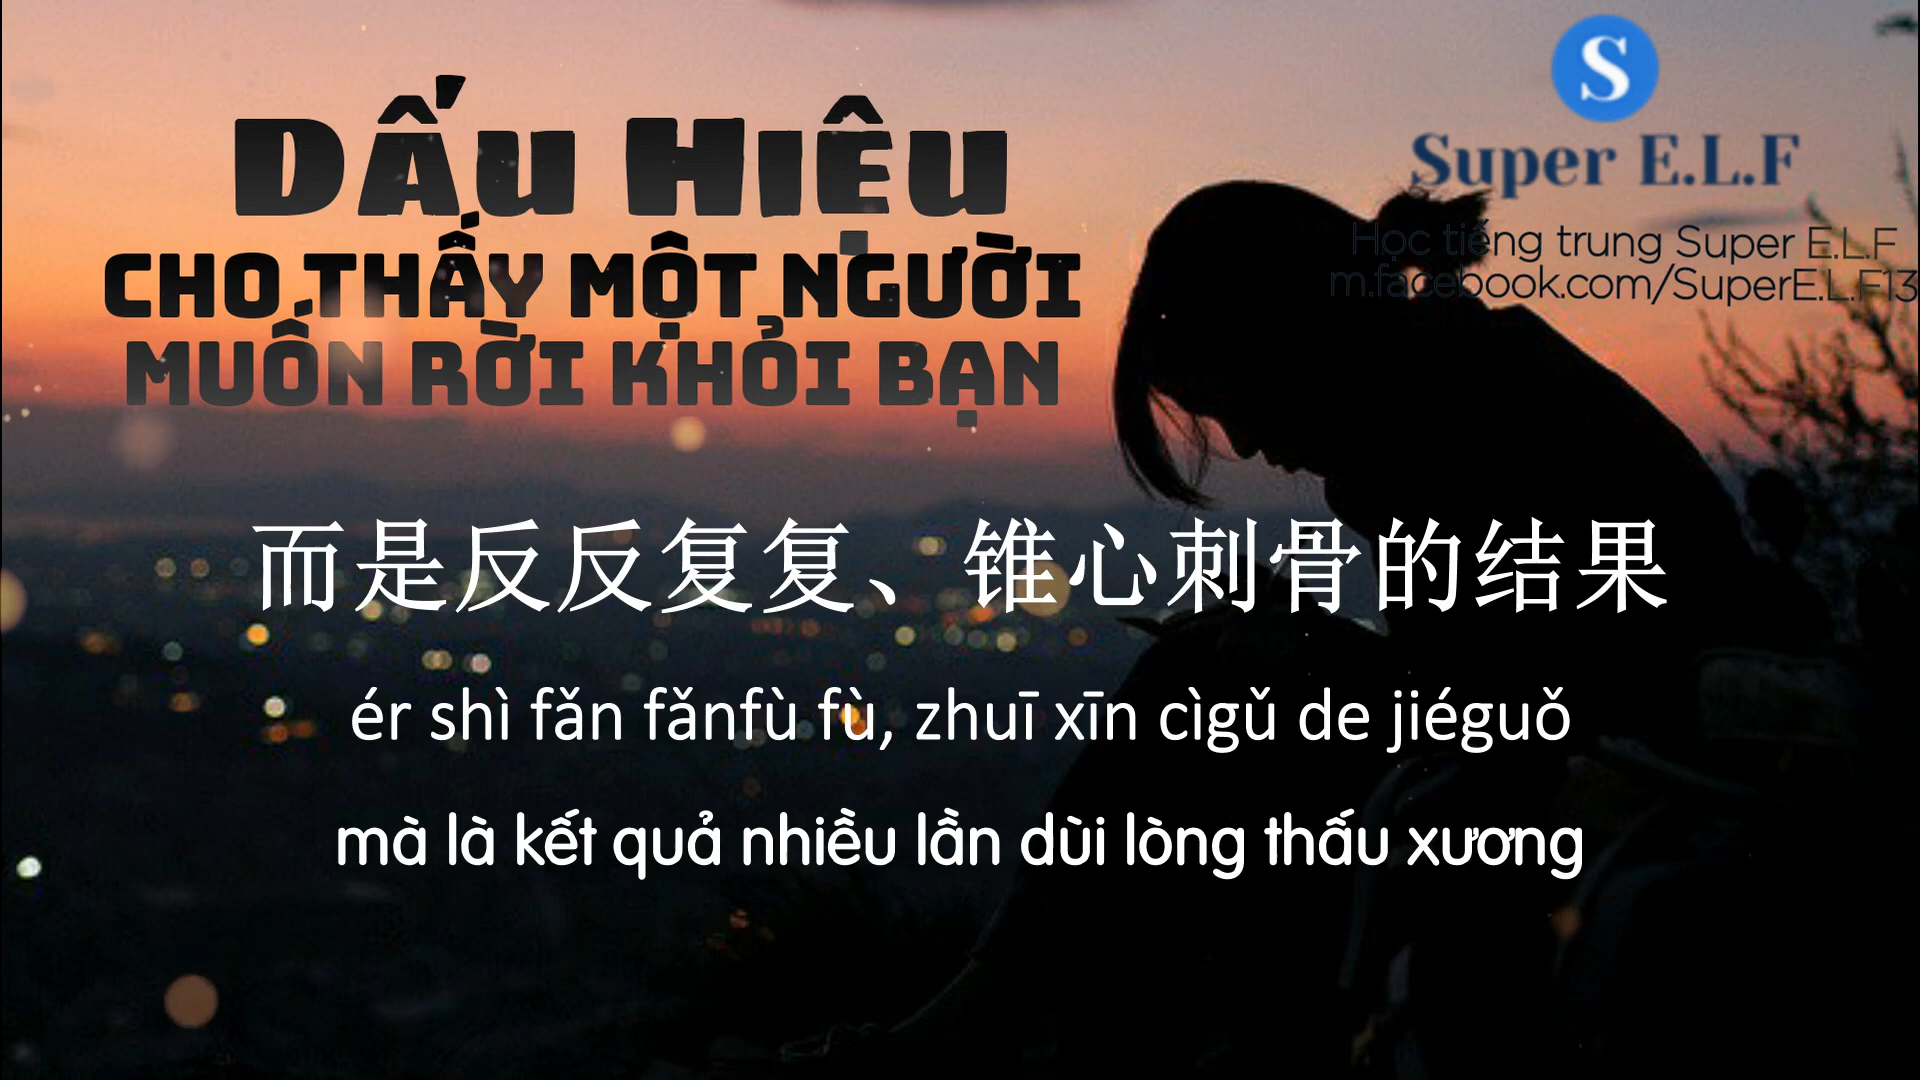 S
Super E.L.F
Học tiếng trung Super E.L.F
m.facebook.com/SuperE.L.F13
Dấu Hiệu
CHO THẤY MỘT NGƯỜI
MUỐN RỜI KHỎI BẠN
而是反反复复、锥心刺骨的结果
ér shì fǎn fǎnfù fù, zhuī xīn cìgǔ de jiéguǒ
mà là kết quả nhiều lần dùi lòng thấu xương